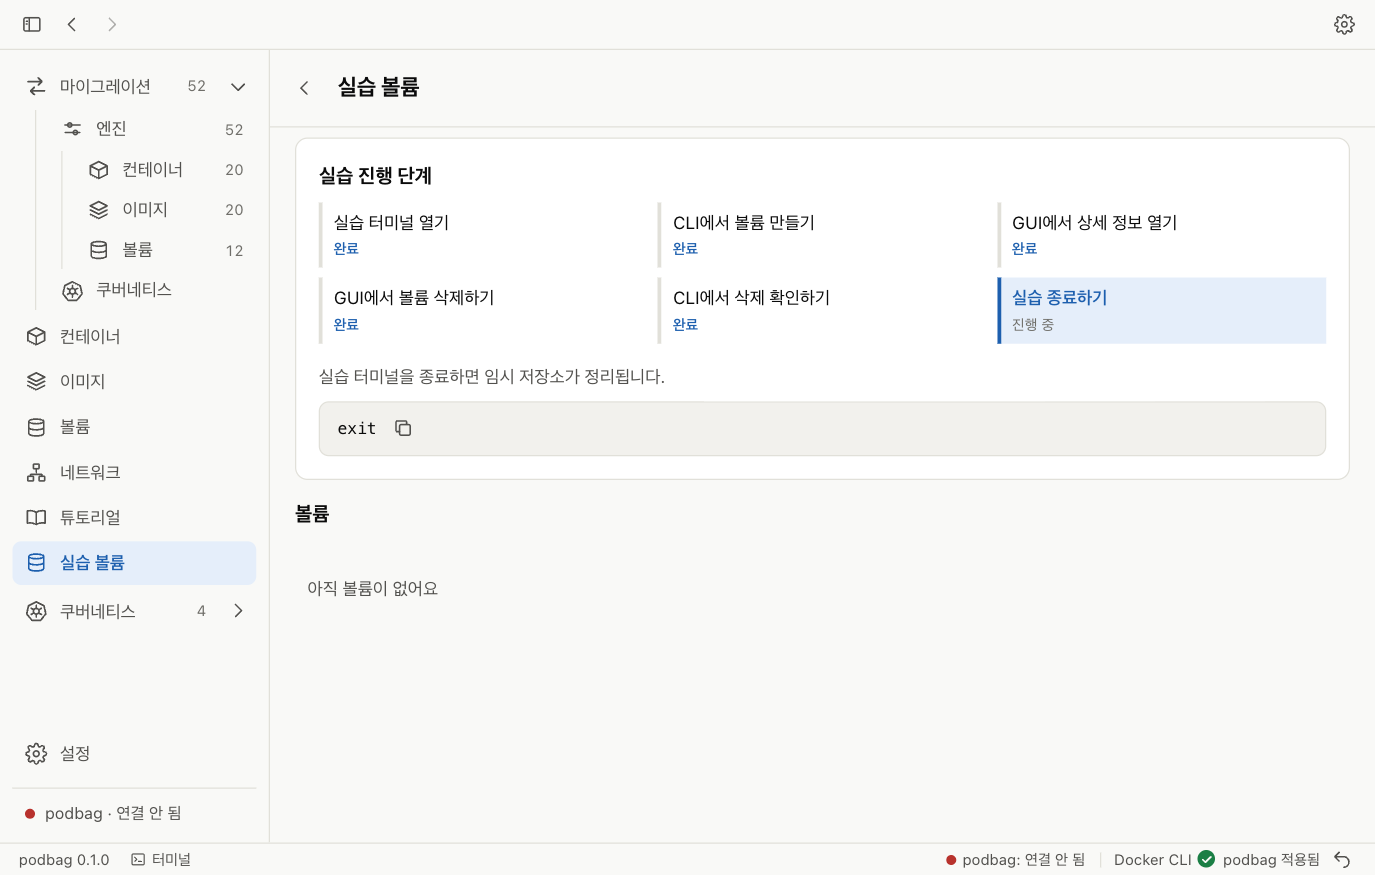 마이그레이션 52
엔진 52
컨테이너 20
이미지 20
볼륨 12
쿠버네티스
컨테이너
이미지
볼륨
네트워크
튜토리얼
실습 볼륨
쿠버네티스 4
설정
podbag · 연결 안 됨
실습 볼륨
실습 진행 단계
실습 터미널 열기
완료
CLI에서 볼륨 만들기
완료
GUI에서 상세 정보 열기
완료
GUI에서 볼륨 삭제하기
완료
CLI에서 삭제 확인하기
완료
실습 종료하기
진행 중
실습 터미널을 종료하면 임시 저장소가 정리됩니다.
exit
볼륨
아직 볼륨이 없어요
podbag 0.1.0 터미널
podbag: 연결 안 됨 Docker CLI podbag 적용됨